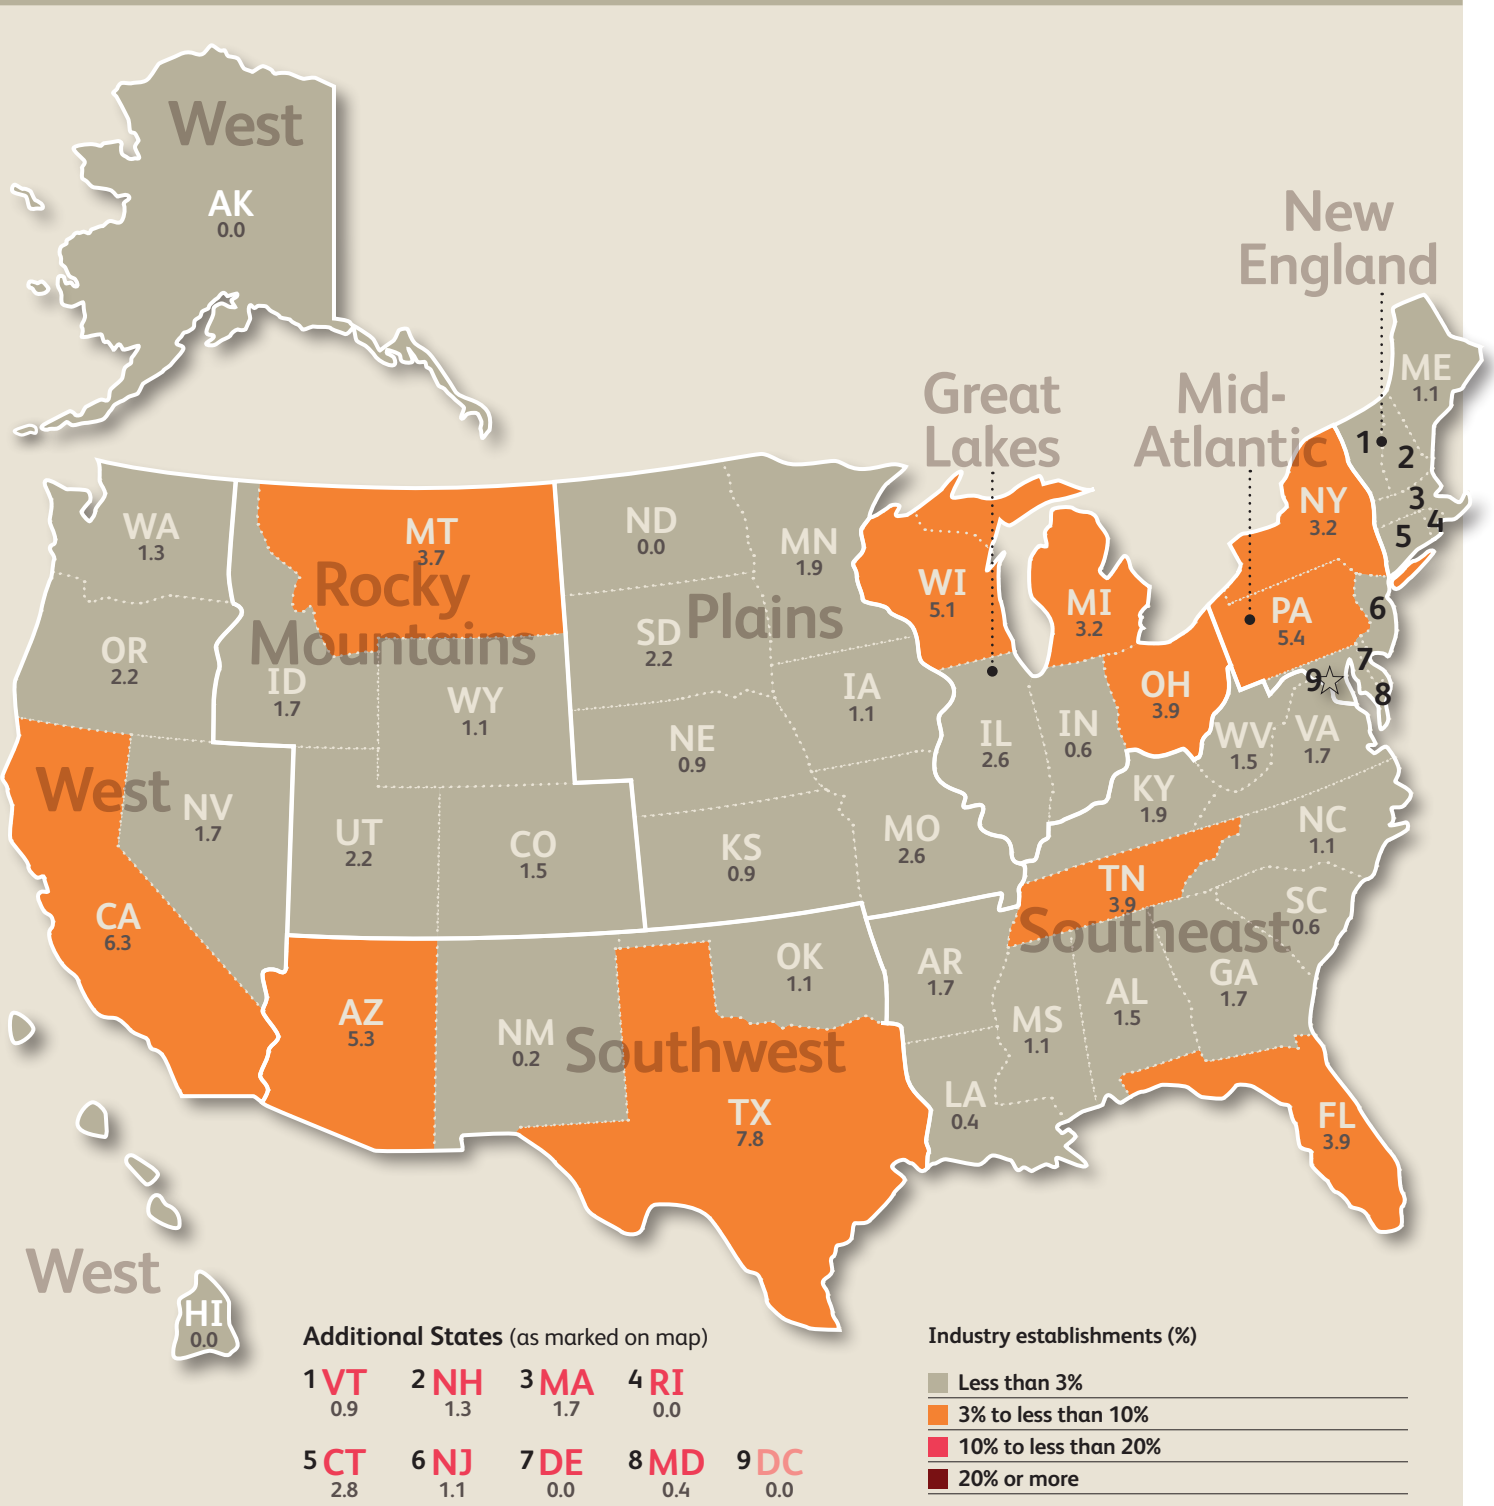 West
AK
0.0
New
England
ME
1.1
Great
Lakes
Mid-
Atlantic
1
2
3
4
5
NY
3.2
WA
1.3
MT
3.7
Rocky
Mountains
ND
0.0
MN
1.9
WI
5.1
MI
3.2
PA
5.4
6
7
8
9
OR
2.2
ID
1.7
WY
1.1
SD
2.2
Plains
IA
1.1
NE
0.9
IL
2.6
IN
0.6
OH
3.9
WV
1.5
VA
1.7
West
NV
1.7
UT
2.2
CO
1.5
KS
0.9
MO
2.6
KY
1.9
NC
1.1
TN
3.9
SC
0.6
Southeast
CA
6.3
AZ
5.3
NM
0.2
Southwest
OK
1.1
AR
1.7
MS
1.1
AL
1.5
GA
1.7
TX
7.8
LA
0.4
FL
3.9
West
HI
0.0
Additional States (as marked on map)
1 VT 2 NH 3 MA 4 RI
0.9 1.3 1.7 0.0
5 CT 6 NJ 7 DE 8 MD 9 DC
2.8 1.1 0.0 0.4 0.0
Industry establishments (%)
Less than 3%
3% to less than 10%
10% to less than 20%
20% or more